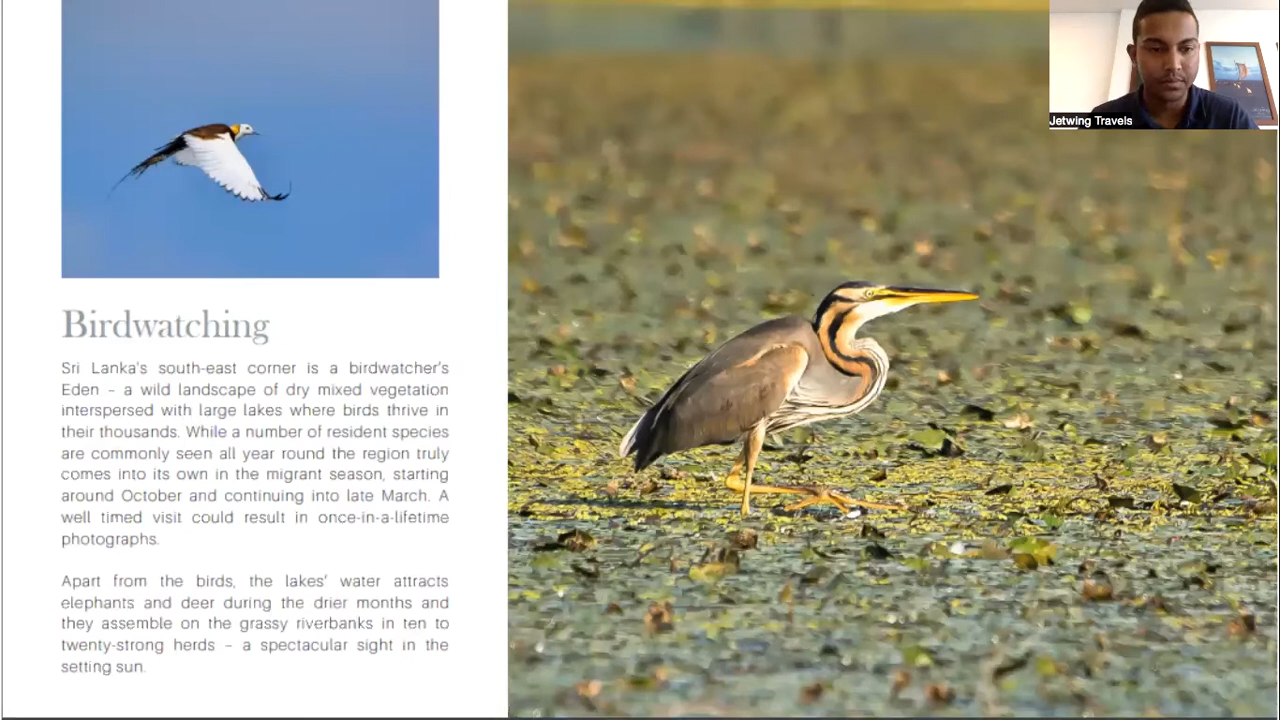 Jetwing Travels
Birdwatching
Sri Lanka's south-east corner is a birdwatcher's
Eden – a wild landscape of dry mixed vegetation
interspersed with large lakes where birds thrive in
their thousands. While a number of resident species
are commonly seen all year round the region truly
comes into its own in the migrant season, starting
around October and continuing into late March. A
well timed visit could result in once-in-a-lifetime
photographs.
Apart from the birds, the lakes' water attracts
elephants and deer during the drier months and
they assemble on the grassy riverbanks in ten to
twenty-strong herds – a spectacular sight in the
setting sun.